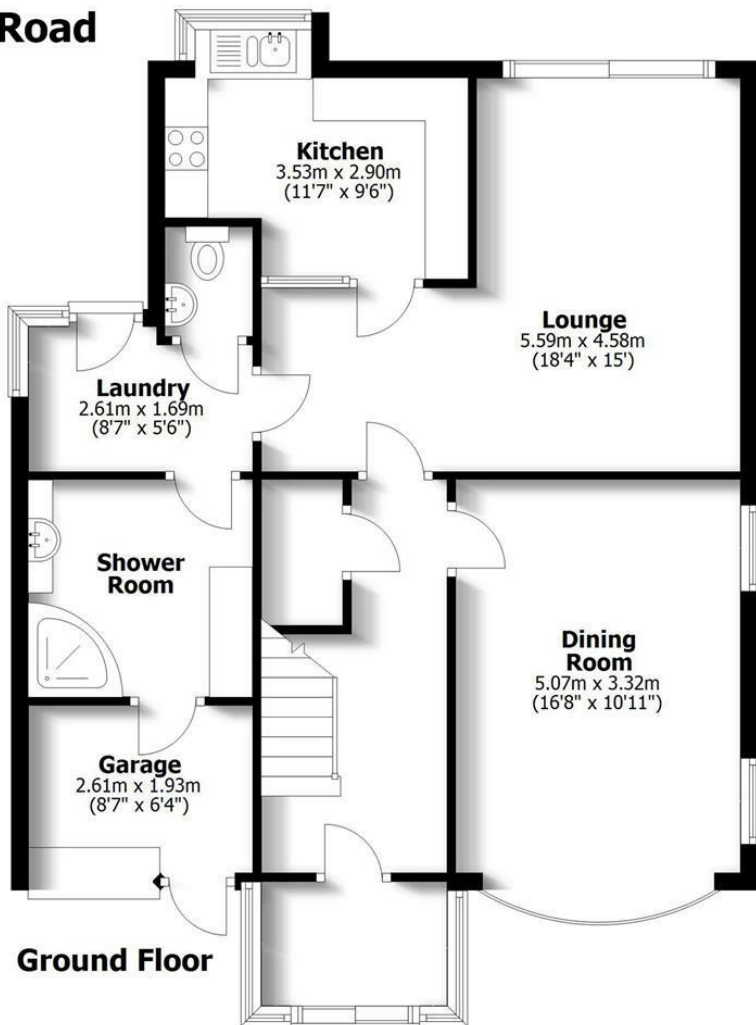 Road
Kitchen
3.53m x 2.90m
(11'7" x 9'6")
Lounge
5.59m x 4.58m
(18'4" x 15')
Laundry
2.61m x 1.69m
(8'7" x 5'6")
Shower
Room
Dining
Room
5.07m x 3.32m
(16'8" x 10'11")
Garage
2.61m x 1.93m
(8'7" x 6'4")
Ground Floor